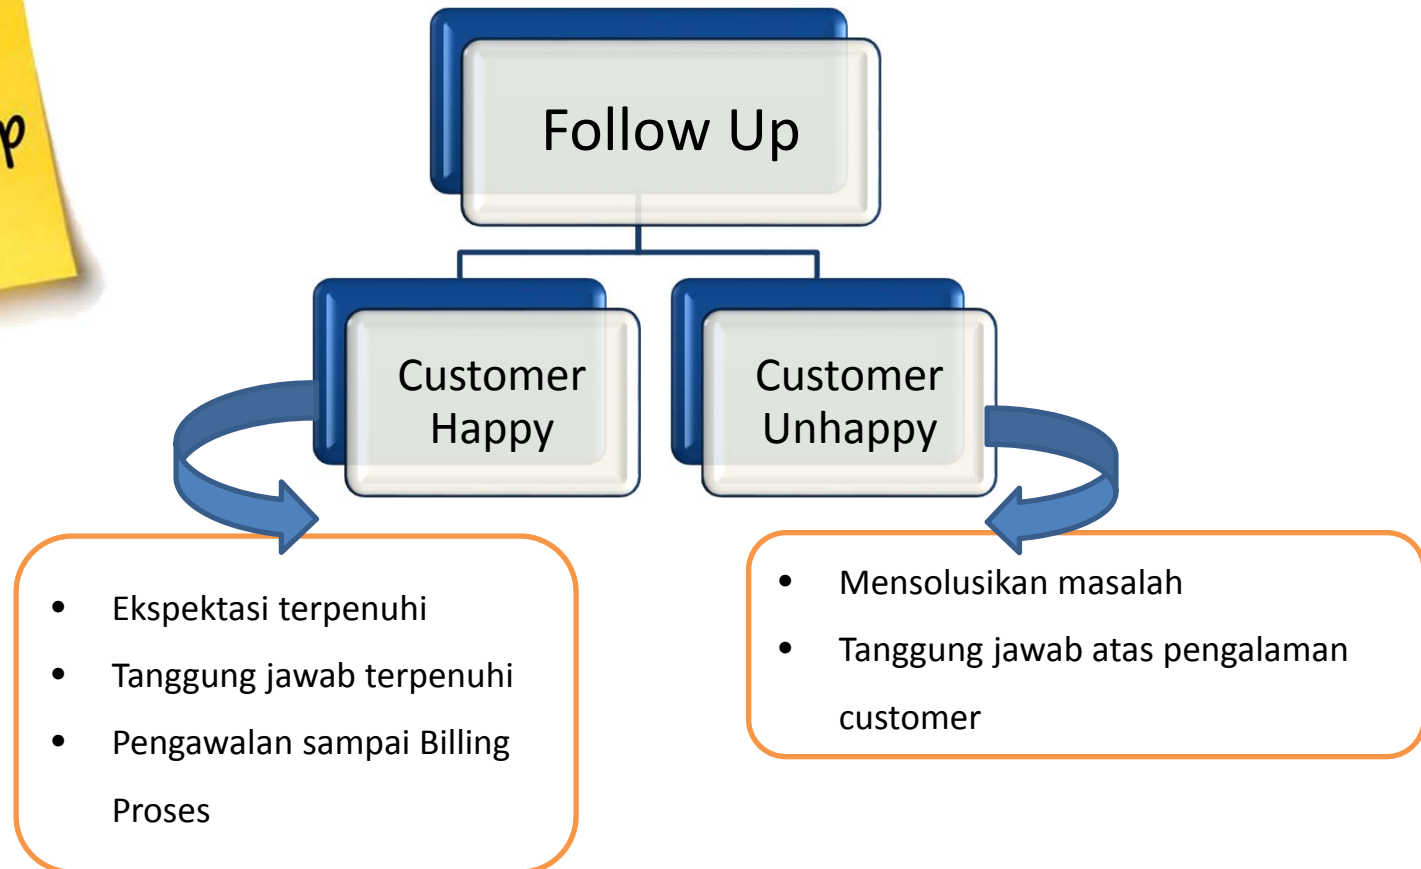 p
Follow Up
Customer
Happy
Customer
Unhappy
• Ekspektasi terpenuhi
• Tanggung jawab terpenuhi
• Pengawalan sampai Billing
Proses
• Mensolusikan masalah
• Tanggung jawab atas pengalaman
customer